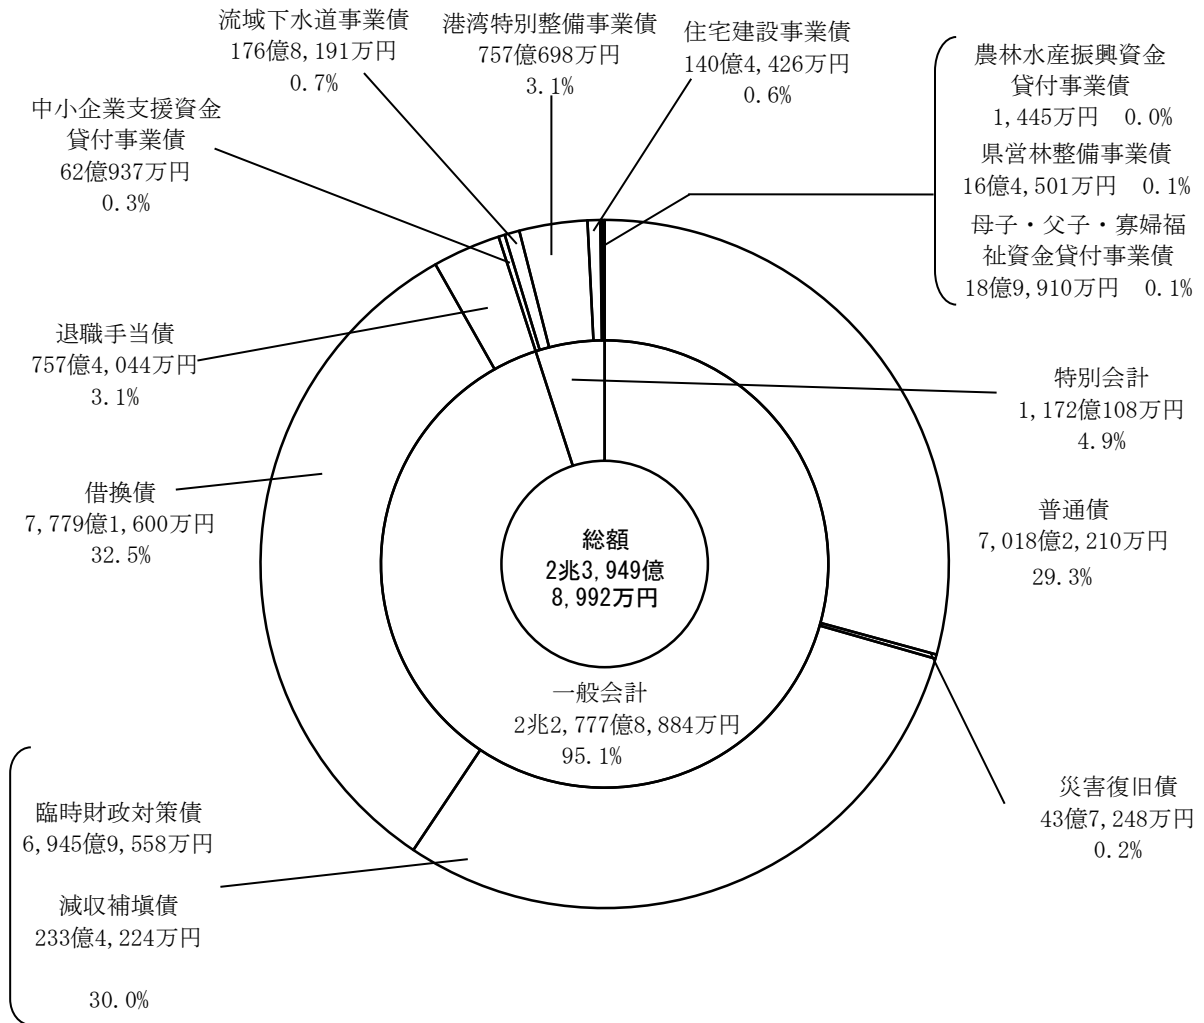 流域下水道事業債
176億8,191万円
0.7%
港湾特別整備事業債
757億698万円
3.1%
住宅建設事業債
140億4,426万円
0.6%
農林水産振興資金
貸付事業債
1,445万円 0.0%
県営林整備事業債
16億4,501万円 0.1%
母子・父子・寡婦福
祉資金貸付事業債
18億9,910万円 0.1%
中小企業支援資金
貸付事業債
62億937万円
0.3%
退職手当債
757億4,044万円
3.1%
特別会計
1,172億108万円
4.9%
借換債
7,779億1,600万円
32.5%
普通債
7,018億2,210万円
29.3%
総額
2兆3,949億
8,992万円
一般会計
2兆2,777億8,884万円
95.1%
災害復旧債
43億7,248万円
0.2%
臨時財政対策債
6,945億9,558万円
減収補塡債
233億4,224万円
30.0%